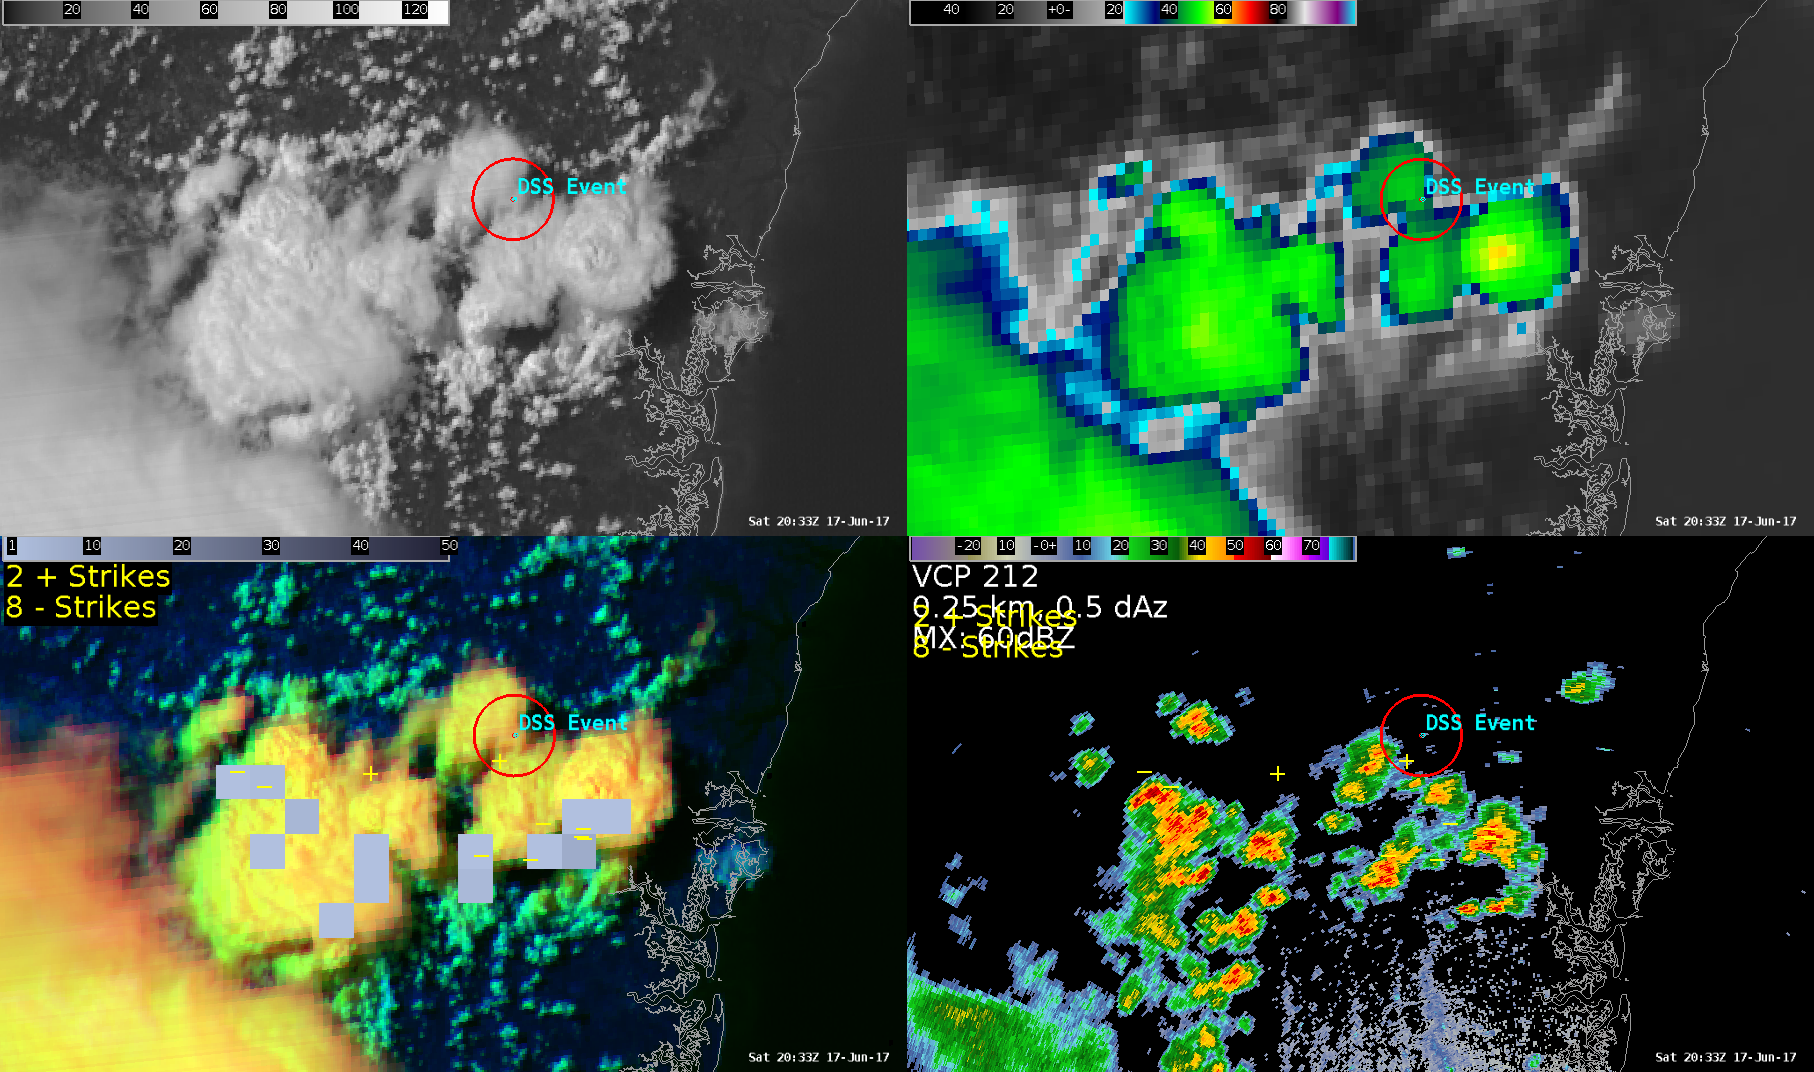 20 40 60 80 100 120
DSS Event
Sat 20:33Z 17-Jun-17
40 20 +0- 20 40 60 80
DSS Event
Sat 20:33Z 17-Jun-17
1 10 20 30 40 50
2 + Strikes
8 - Strikes
DSS Event
Sat 20:33Z 17-Jun-17
-20 10 -0+ 10 20 30 40 50 60 70
VCP 212
0.25 km, 0.5 dAz
2 + Strikes
MX: 60dBZ
8 - Strikes
DSS Event
Sat 20:33Z 17-Jun-17